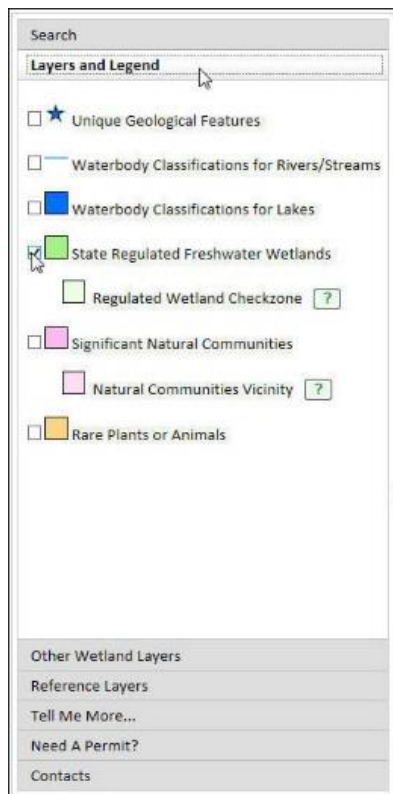 Search
Layers and Legend
Unique Geological Features
Waterbody Classifications for Rivers/Streams
Waterbody Classifications for Lakes
State Regulated Freshwater Wetlands
Regulated Wetland Checkzone ?
Significant Natural Communities
Natural Communities Vicinity ?
Rare Plants or Animals
Other Wetland Layers
Reference Layers
Tell Me More...
Need A Permit?
Contacts